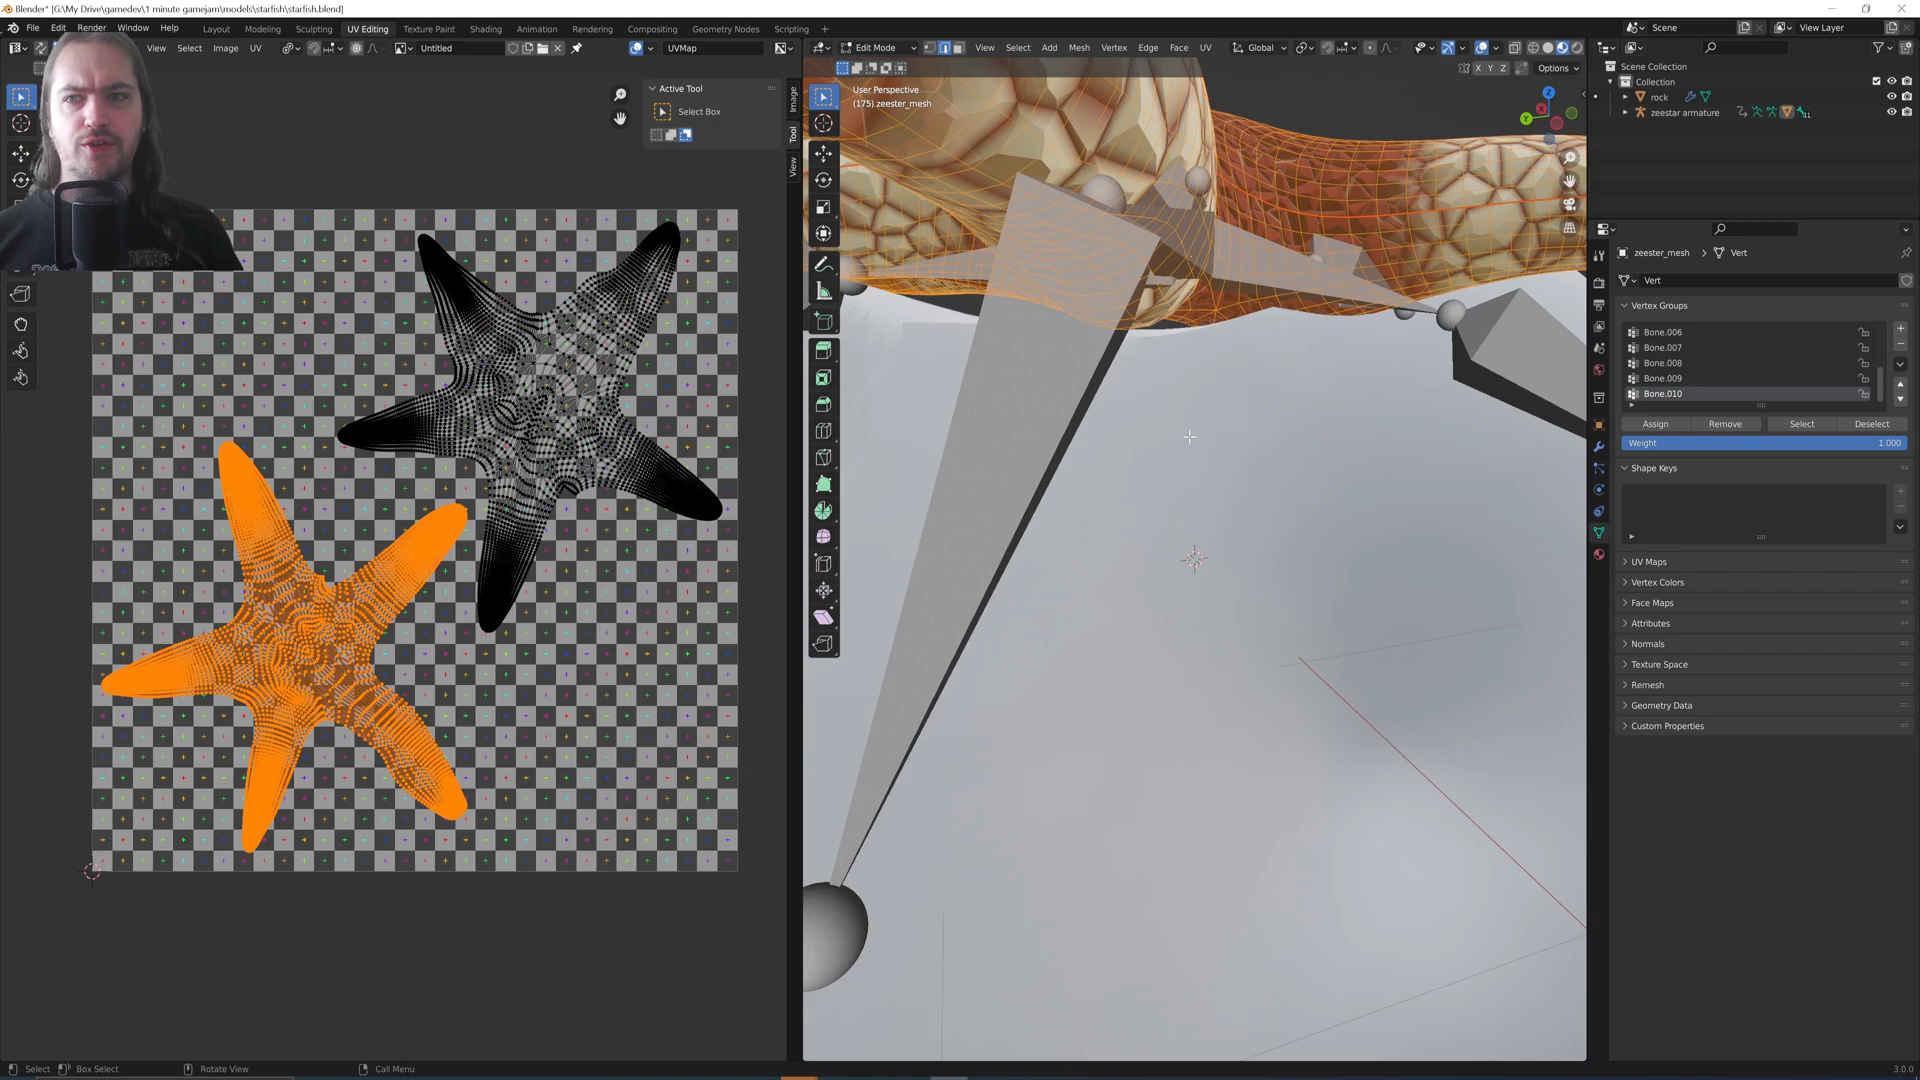 Blender* [G:\My Drive\gamedev\1 minute gamejam\models\starfish\starfish.blend]
File Edit Render Window Help Layout Modeling Sculpting UV Editing Texture Paint Shading Animation Rendering Compositing Geometry Nodes Scripting + Scene View Layer
View Select Image UV Untitled UVMap
Edit Mode View Select Add Mesh Vertex Edge Face UV Global
X Y Z Options
Active Tool
Select Box
Image
Tool
View
User Perspective
(175) zeester_mesh
Z
Y
X
Scene Collection
Collection
rock
zeestar armature
11
zeester_mesh > Vert
Vert
Vertex Groups
Bone.006
Bone.007
Bone.008
Bone.009
Bone.010
Assign Remove Select Deselect
Weight 1.000
Shape Keys
UV Maps
Vertex Colors
Face Maps
Attributes
Normals
Texture Space
Remesh
Geometry Data
Custom Properties
Select Box Select Rotate View Call Menu 3.0.0